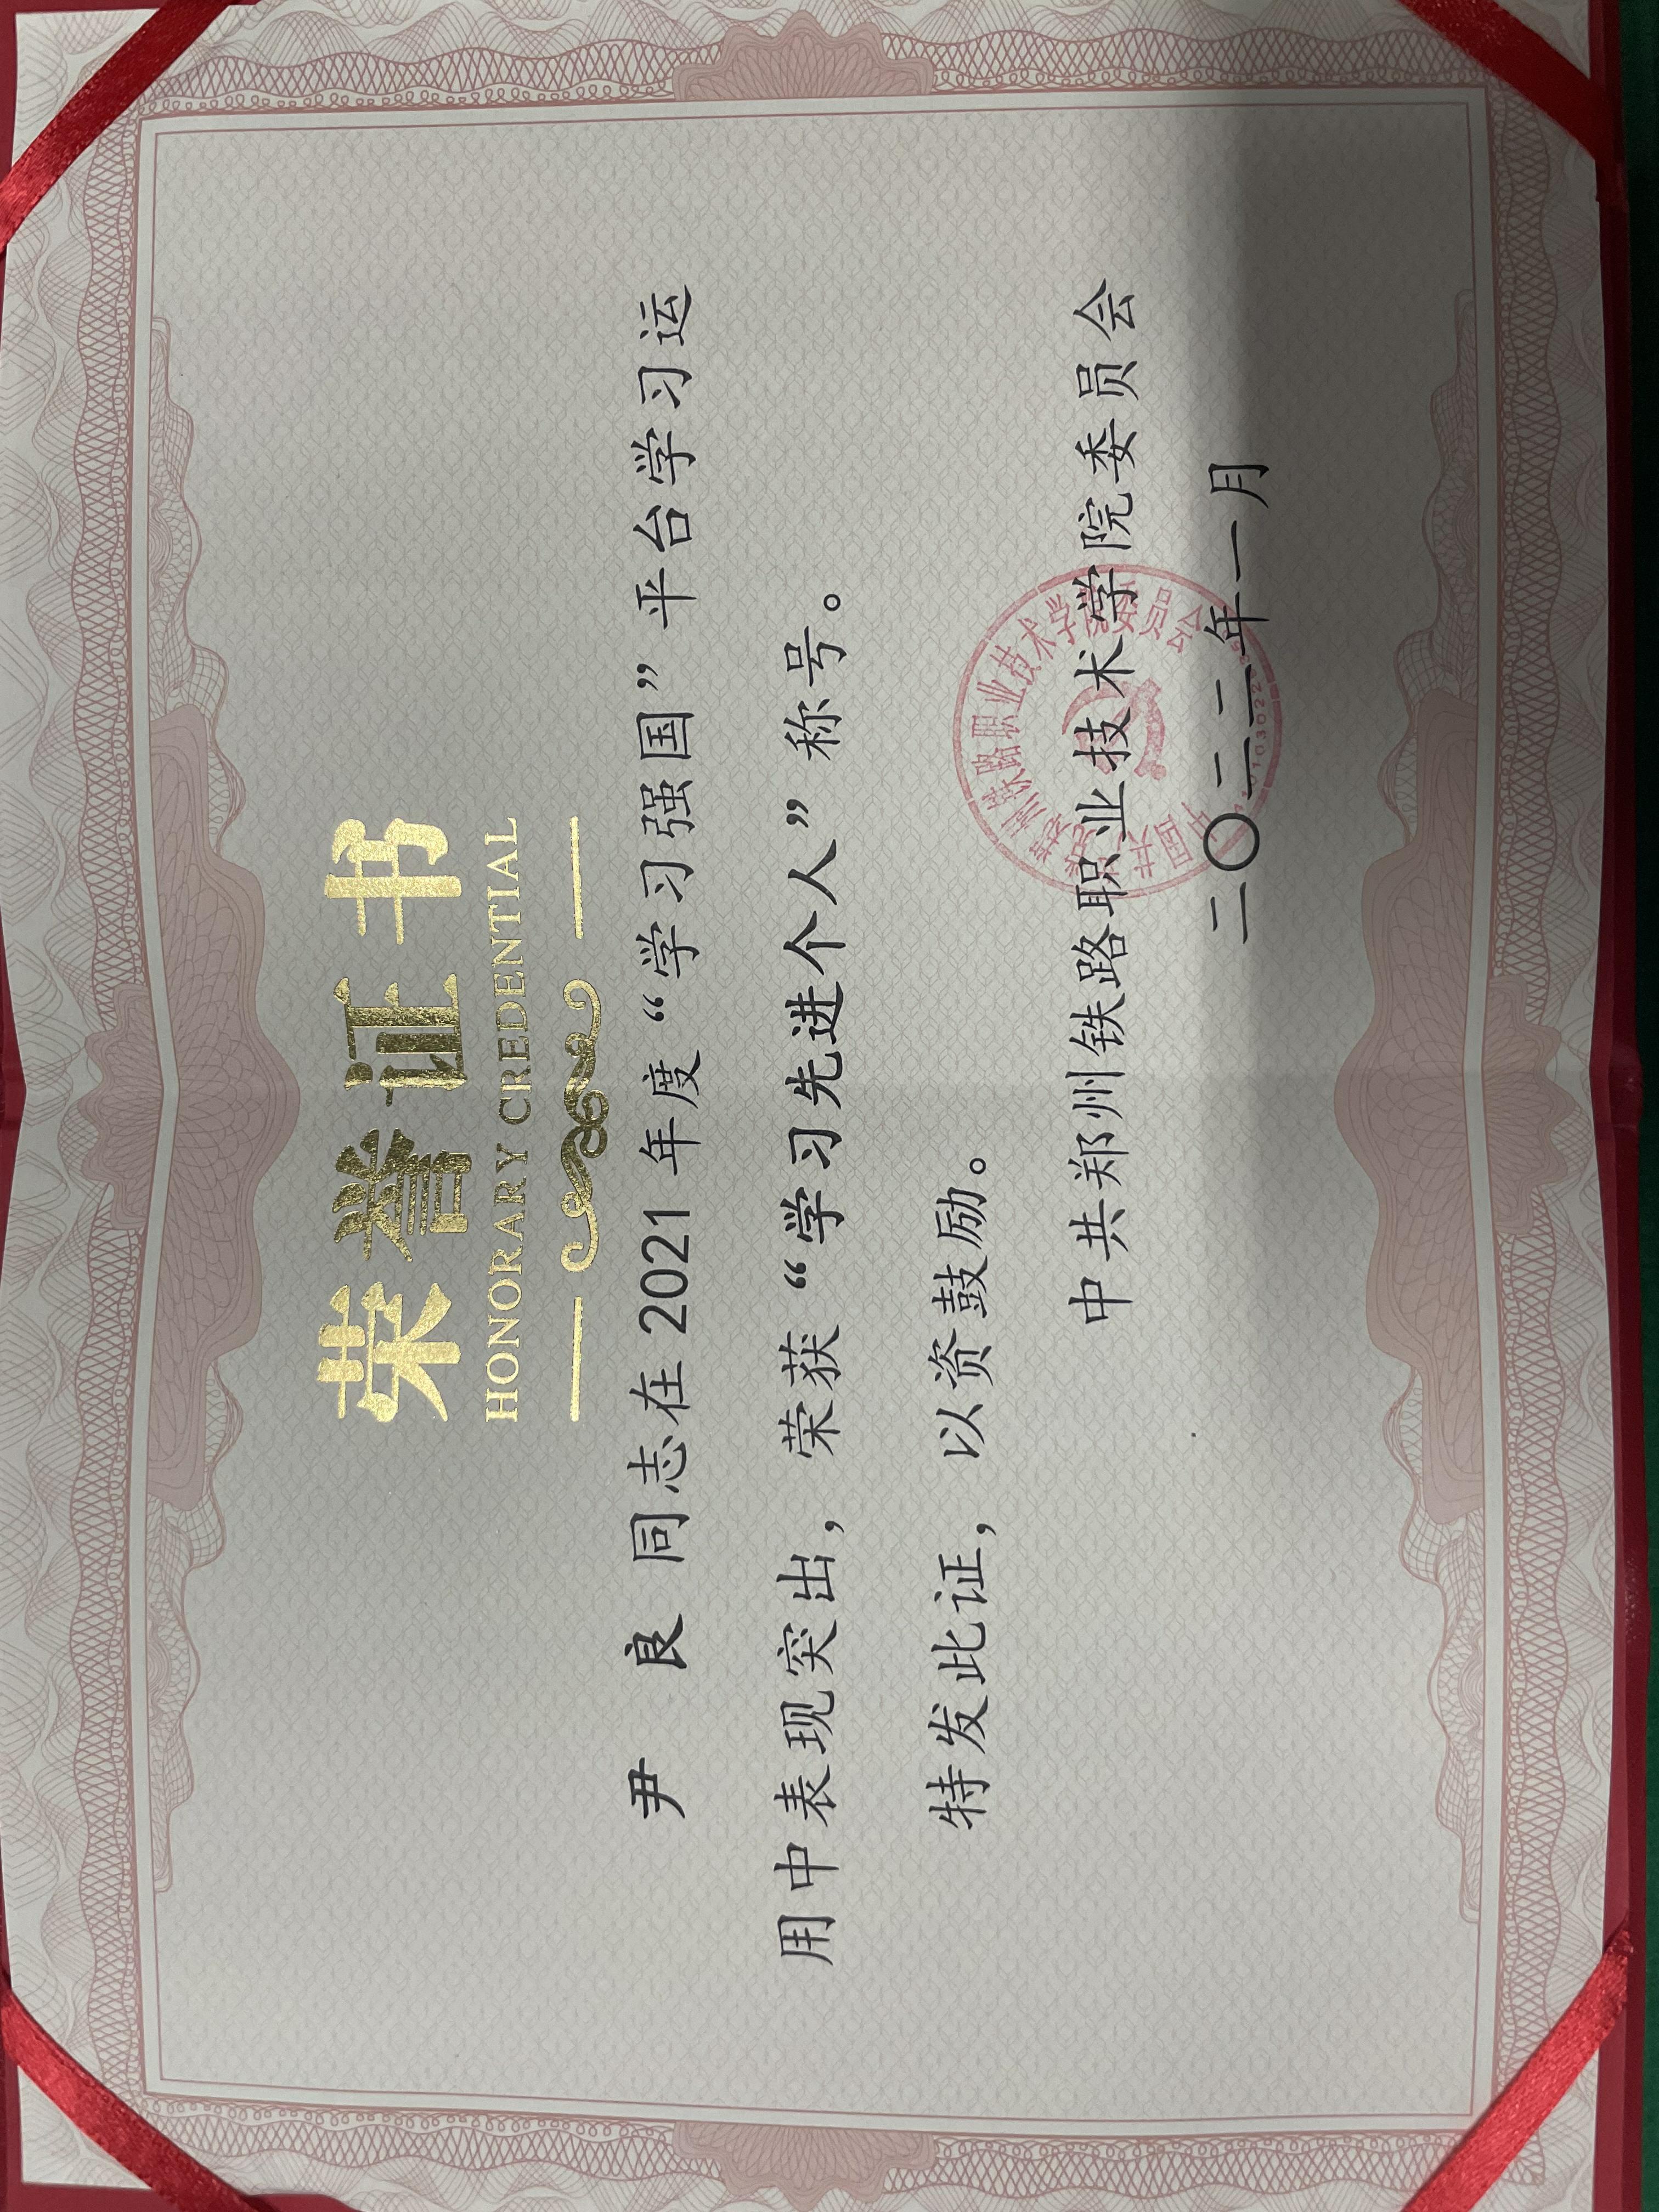 荣誉证书
HONORARY CREDENTIAL
尹 良 同志在 2021 年度“学习强国”平台学习运
用中表现突出，荣获“学习先进个人”称号。
特发此证，以资鼓励。
中共郑州铁路职业技术学院委员会
二〇二二年一月